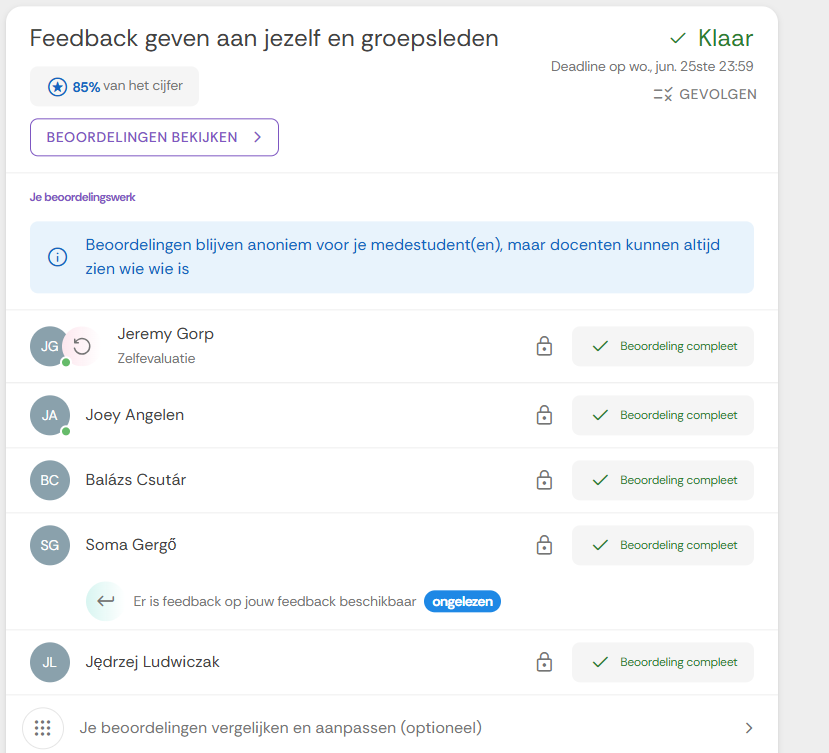 Feedback geven aan jezelf en groepsleden
Klaar
Deadline op wo., jun. 25ste 23:59
85% van het cijfer
GEVOLGEN
BEOORDELINGEN BEKIJKEN
Je beoordelingswerk
Beoordelingen blijven anoniem voor je medestudent(en), maar docenten kunnen altijd
zien wie wie is
JG
Jeremy Gorp
Zelfevaluatie
Beoordeling compleet
JA
Joey Angelen
Beoordeling compleet
BC
Balázs Csutár
Beoordeling compleet
SG
Soma Gergő
Beoordeling compleet
Er is feedback op jouw feedback beschikbaar ongelezen
JL
Jędrzej Ludwiczak
Beoordeling compleet
Je beoordelingen vergelijken en aanpassen (optioneel)